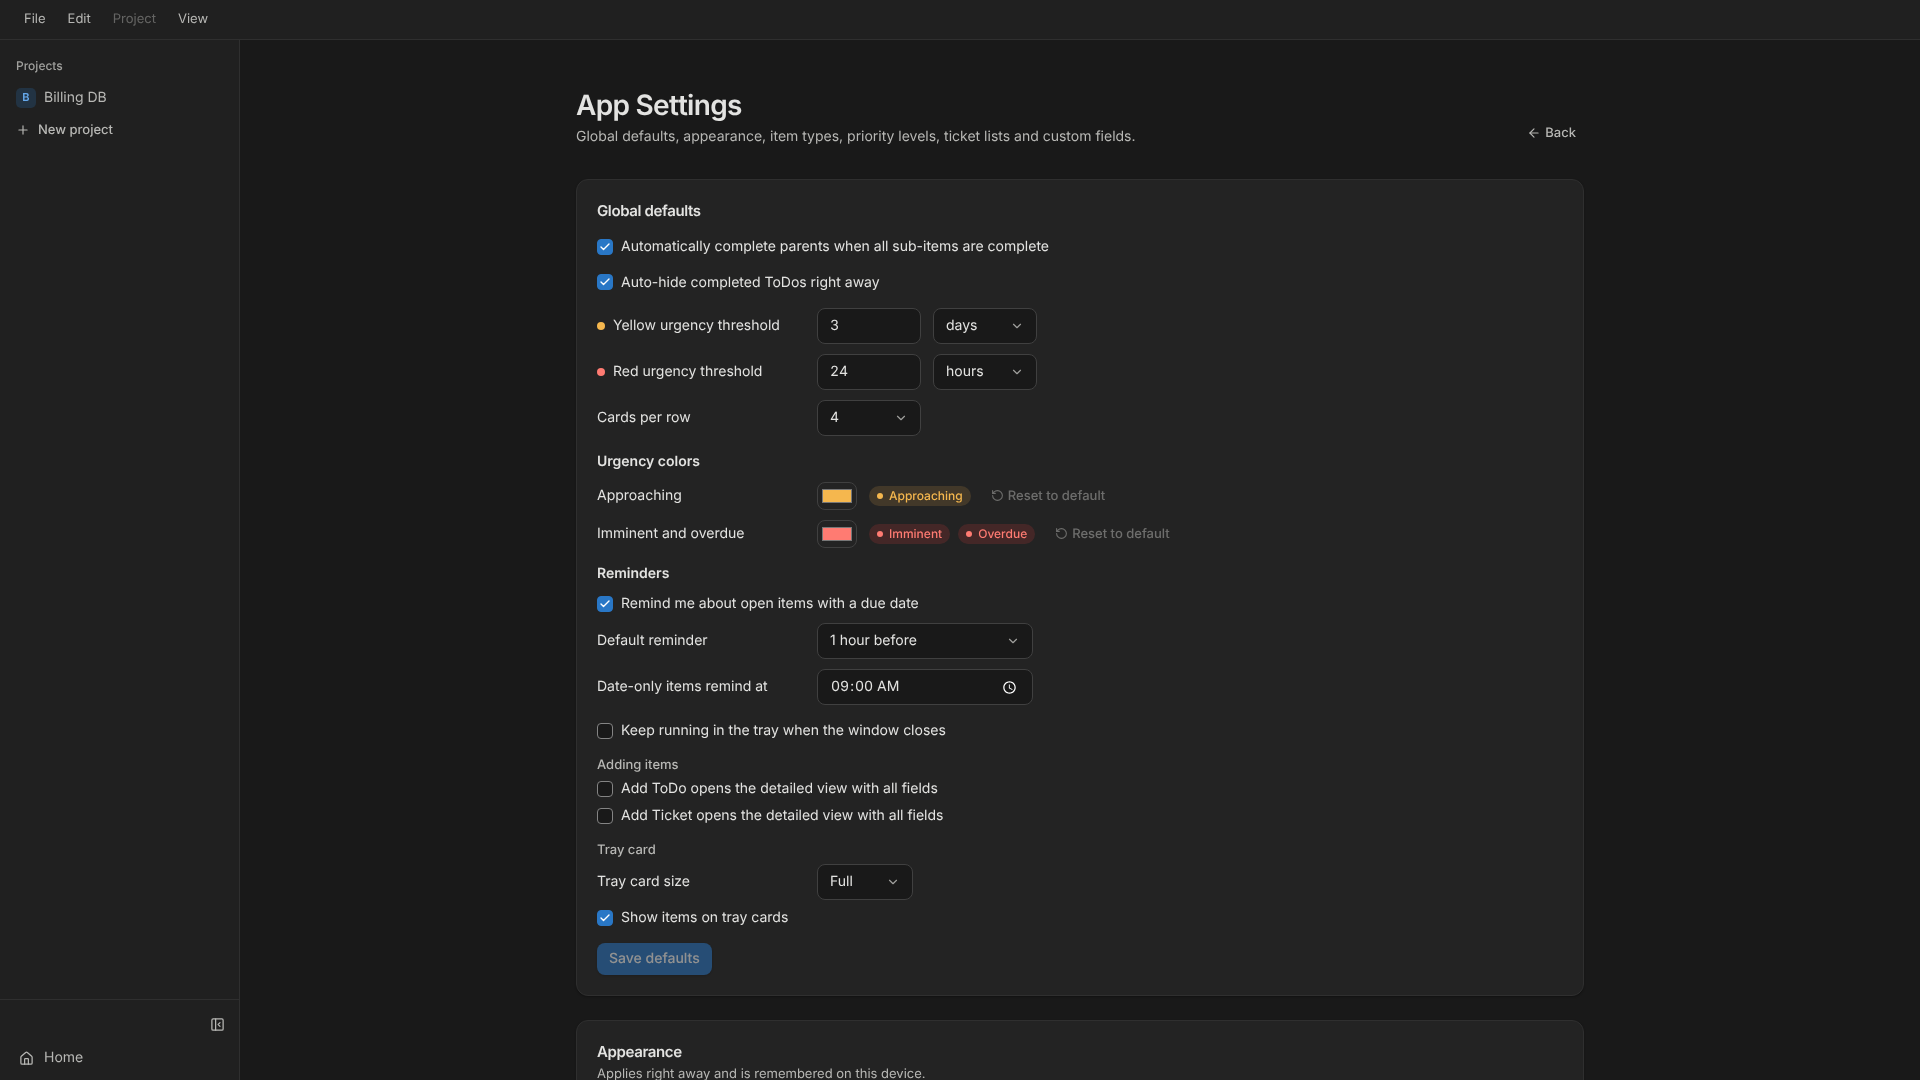 File Edit Project View
Projects
B Billing DB
New project
App Settings
Global defaults, appearance, item types, priority levels, ticket lists and custom fields.
Back
Global defaults
Automatically complete parents when all sub-items are complete
Auto-hide completed ToDos right away
Yellow urgency threshold 3 days
Red urgency threshold 24 hours
Cards per row 4
Urgency colors
Approaching Approaching Reset to default
Imminent and overdue Imminent Overdue Reset to default
Reminders
Remind me about open items with a due date
Default reminder 1 hour before
Date-only items remind at 09:00 AM
Keep running in the tray when the window closes
Adding items
Add ToDo opens the detailed view with all fields
Add Ticket opens the detailed view with all fields
Tray card
Tray card size Full
Show items on tray cards
Save defaults
Appearance
Applies right away and is remembered on this device.
Home